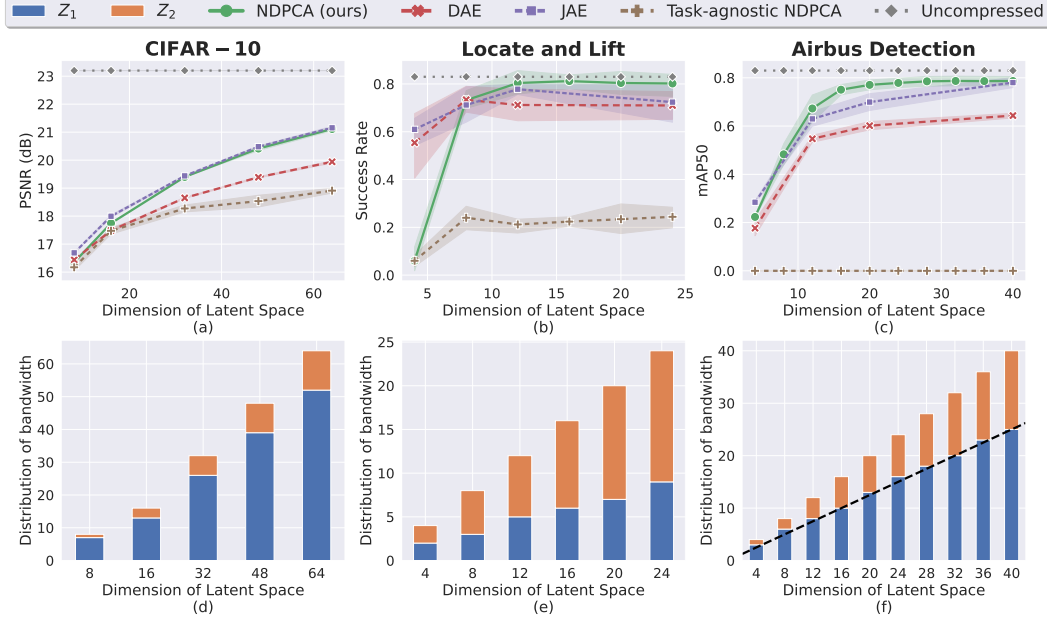 Z1 Z2 NDPCA (ours) DAE JAE Task-agnostic NDPCA Uncompressed
CIFAR − 10
PSNR (dB)
23
22
21
20
19
18
17
16
20 40 60
Dimension of Latent Space
(a)
Locate and Lift
Success Rate
0.8
0.6
0.4
0.2
0.0
5 10 15 20 25
Dimension of Latent Space
(b)
Airbus Detection
mAP50
0.8
0.6
0.4
0.2
0.0
10 20 30 40
Dimension of Latent Space
(c)
Distribution of bandwidth
60
50
40
30
20
10
0
8 16 32 48 64
Dimension of Latent Space
(d)
Distribution of bandwidth
25
20
15
10
5
0
4 8 12 16 20 24
Dimension of Latent Space
(e)
Distribution of bandwidth
40
30
20
10
0
4 8 12 16 20 24 28 32 36 40
Dimension of Latent Space
(f)